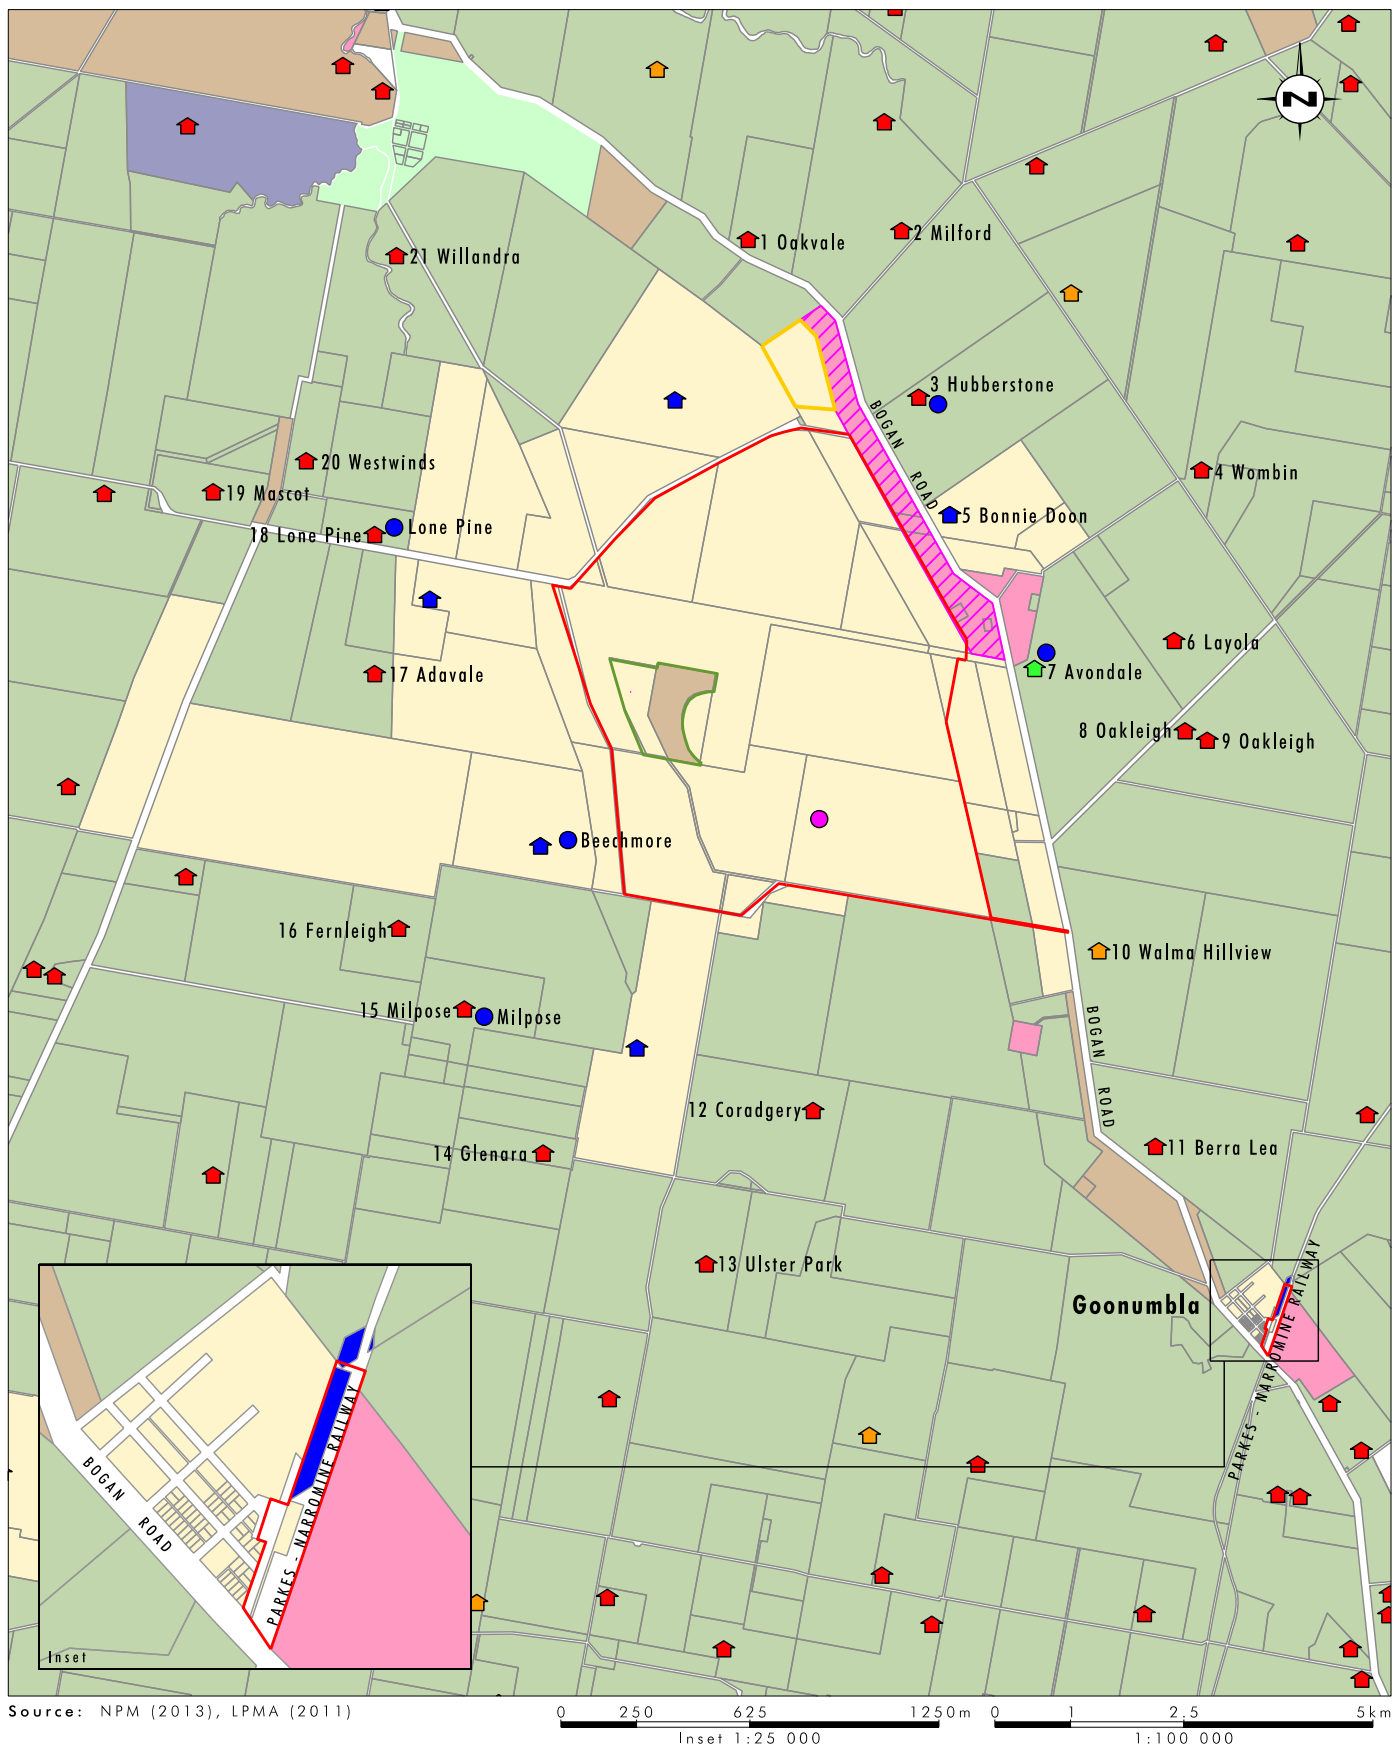 N
21 Willandra
1 Oakvale
2 Milford
3 Hubberstone
BOGAN
ROAD
20 Westwinds
4 Wombin
19 Mascot
5 Bonnie Doon
Lone Pine
18 Lone Pine
6 Layola
17 Adavale
7 Avondale
8 Oakleigh
9 Oakleigh
Beechmore
16 Fernleigh
10 Walma Hillview
15 Milpose
Milpose
BOGAN
ROAD
12 Coradgery
14 Glenara
11 Berra Lea
13 Ulster Park
Goonumbla
PARKES - NARROMINE RAILWAY
BOGAN
ROAD
PARKES - NARROMINE RAILWAY
Inset
Source: NPM (2013), LPMA (2011)
0 250 625 1250m
Inset 1:25 000
0 1 2.5 5km
1:100 000